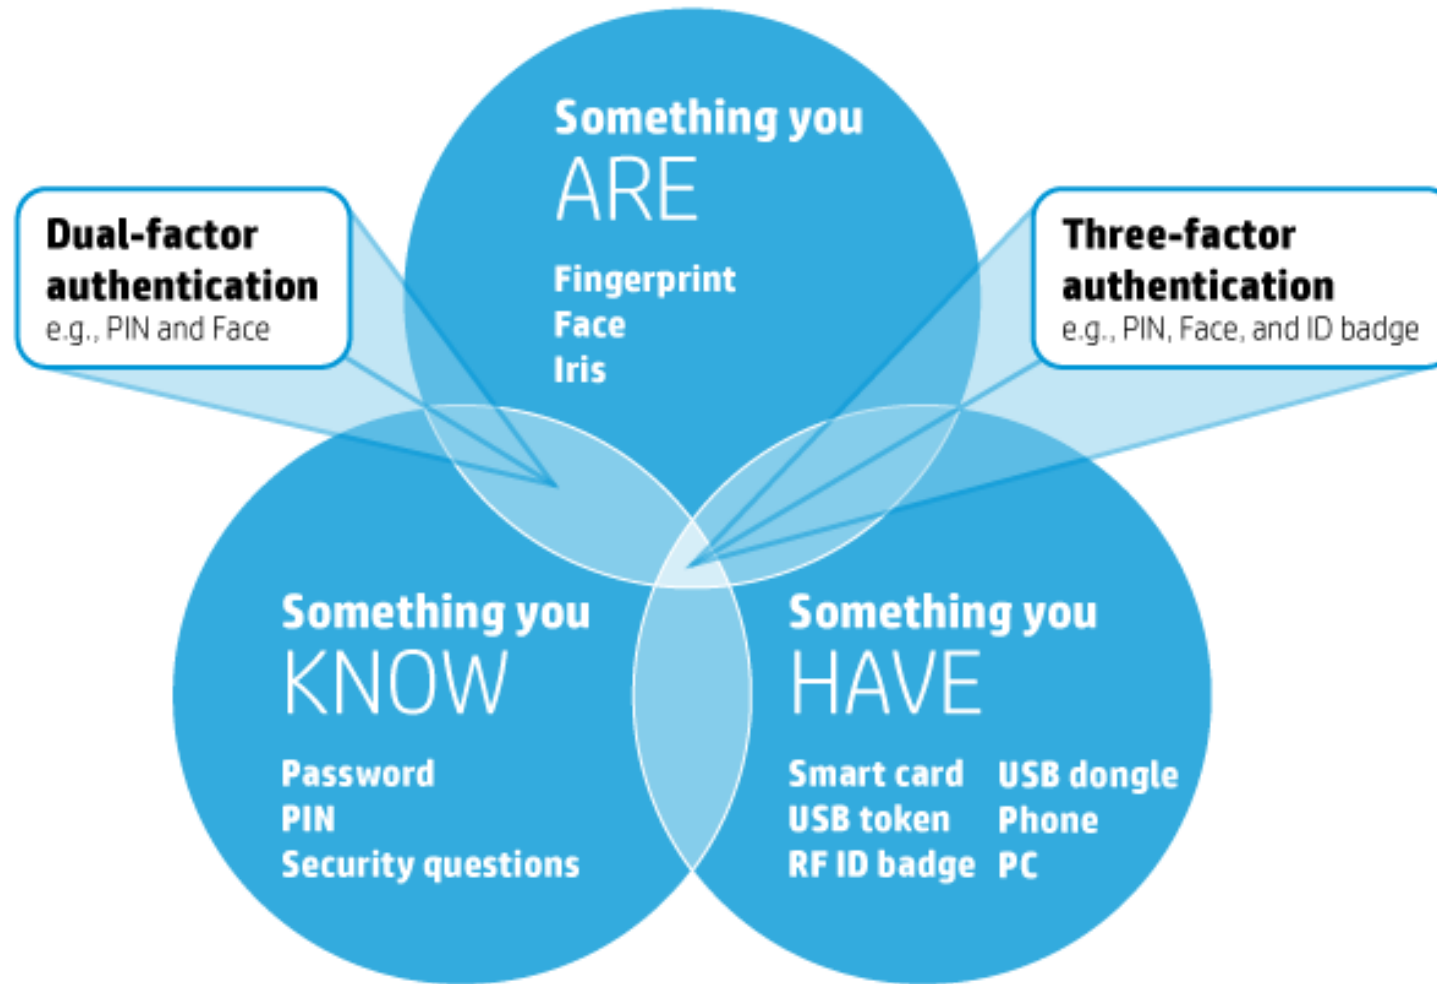 Something you
ARE
Fingerprint
Face
Iris
Dual-factor
authentication
e.g., PIN and Face
Three-factor
authentication
e.g., PIN, Face, and ID badge
Something you
KNOW
Password
PIN
Security questions
Something you
HAVE
Smart card
USB token
RF ID badge
USB dongle
Phone
PC